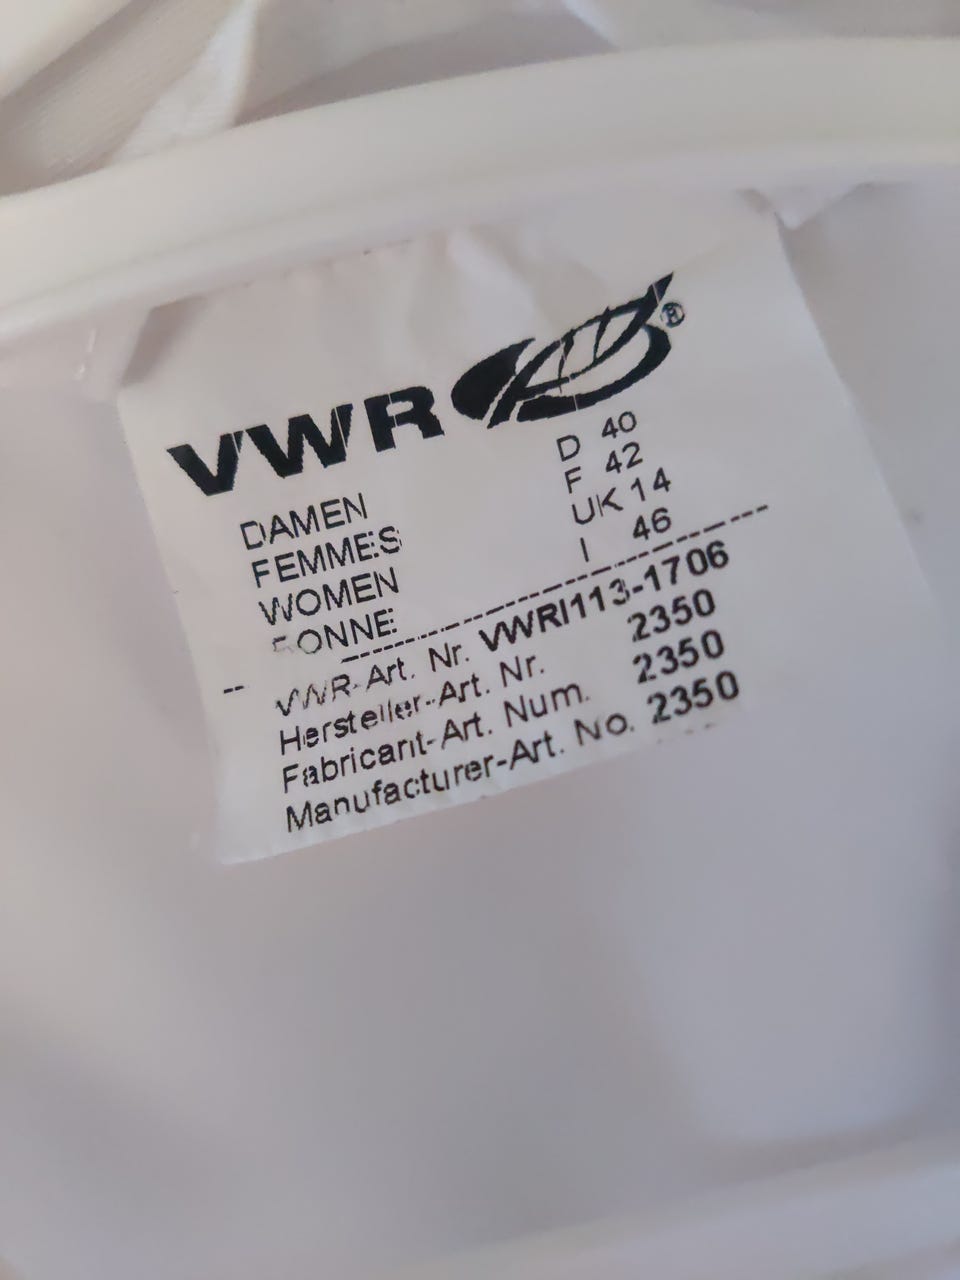 VWR®
DAMEN D 40
FEMMES F 42
WOMEN UK 14
DONNE I 46
VWR-Art. Nr. VWRI113-1706
Hersteller-Art. Nr. 2350
Fabricant-Art. Num. 2350
Manufacturer-Art. No. 2350